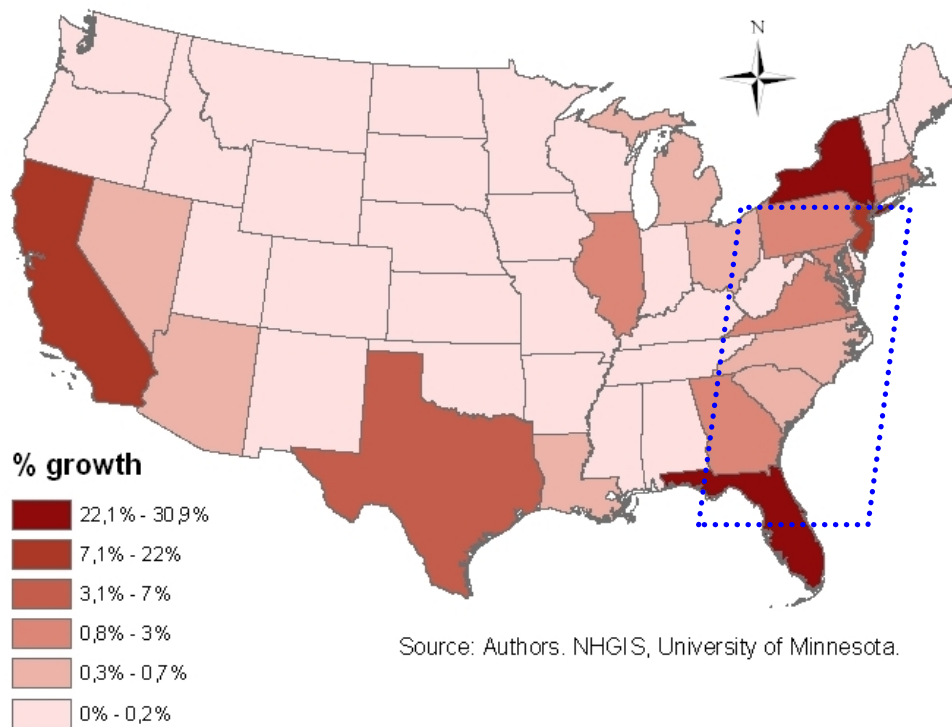 N
% growth
22,1% - 30,9%
7,1% - 22%
3,1% - 7%
0,8% - 3%
0,3% - 0,7%
0% - 0,2%
Source: Authors. NHGIS, University of Minnesota.